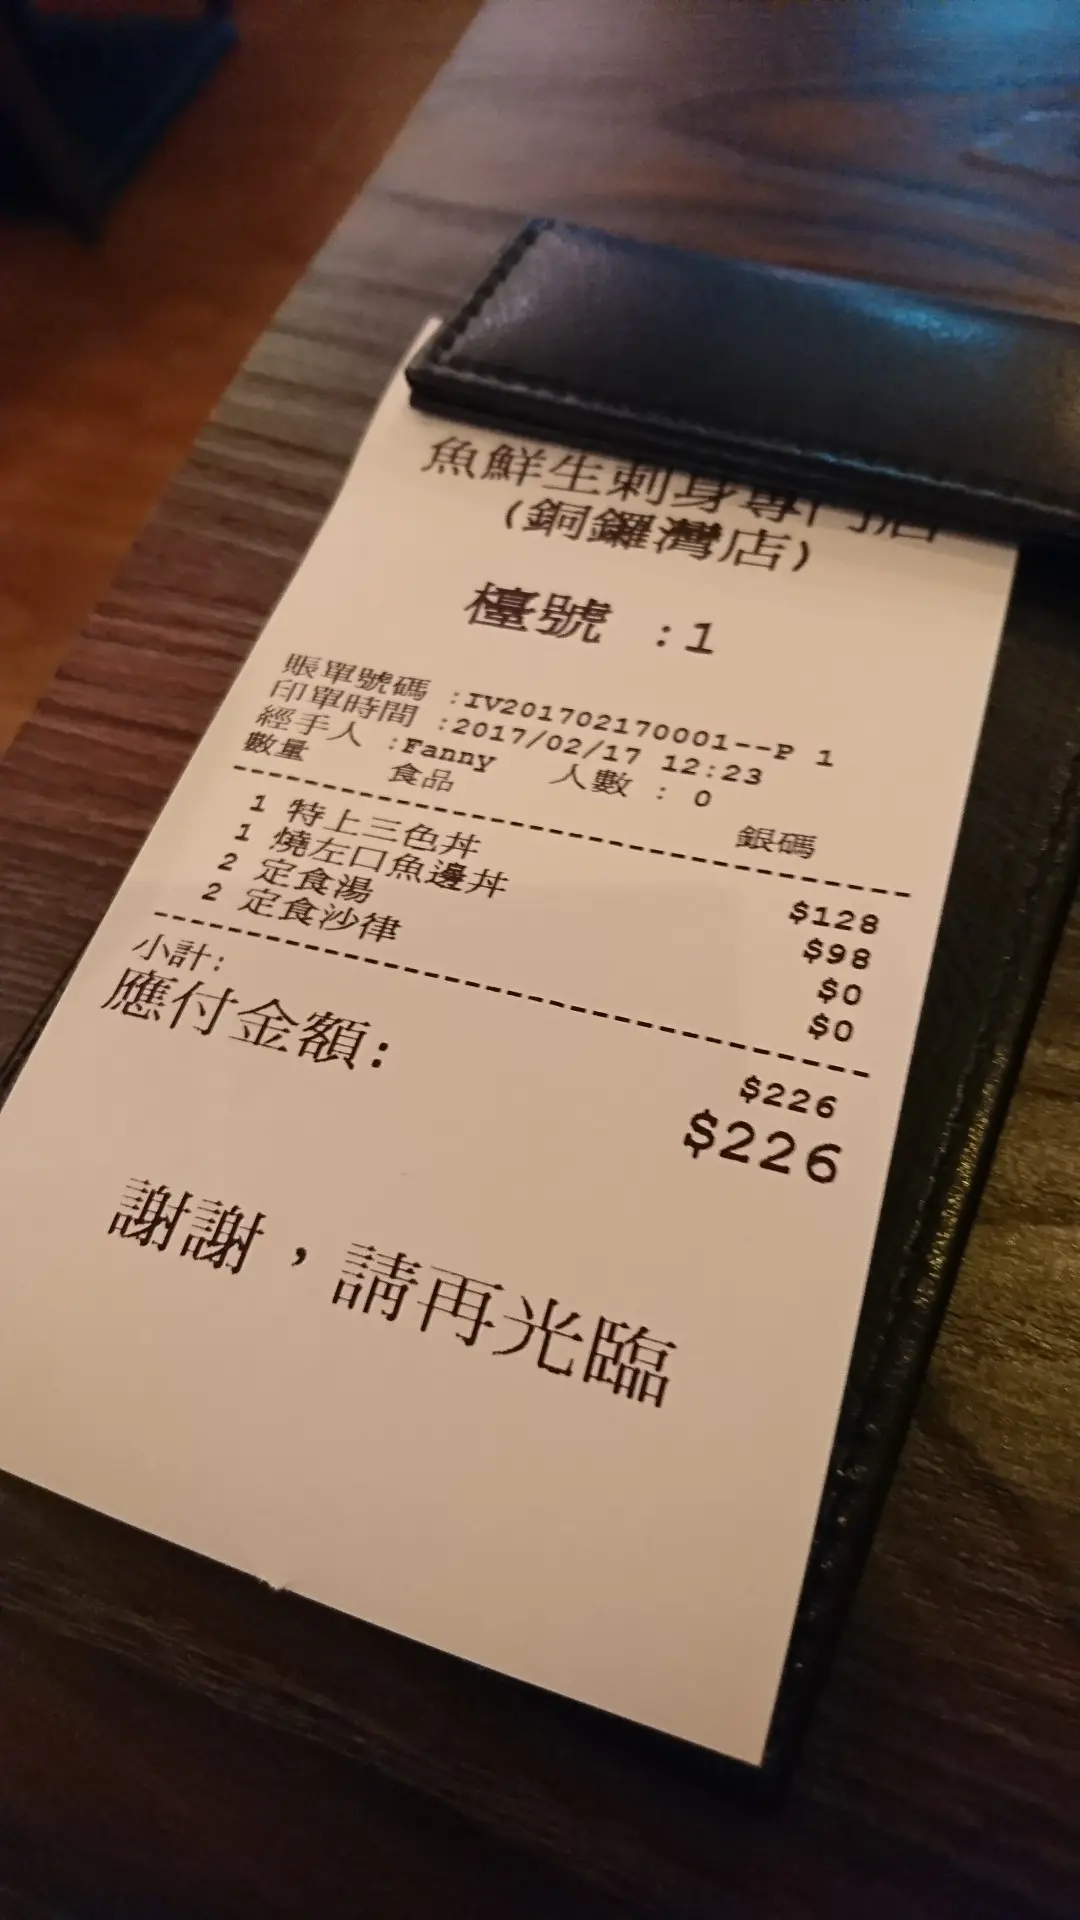 魚鮮生刺身專門店
(銅鑼灣店)
檯號 :1
賬單號碼 :IV201702170001--P 1
印單時間 :2017/02/17 12:23
經手人 :Fanny 人數 : 0
數量 食品 銀碼
1 特上三色丼 $128
1 燒左口魚邊丼 $98
2 定食湯 $0
2 定食沙律 $0
小計: $226
應付金額: $226
謝謝，請再光臨